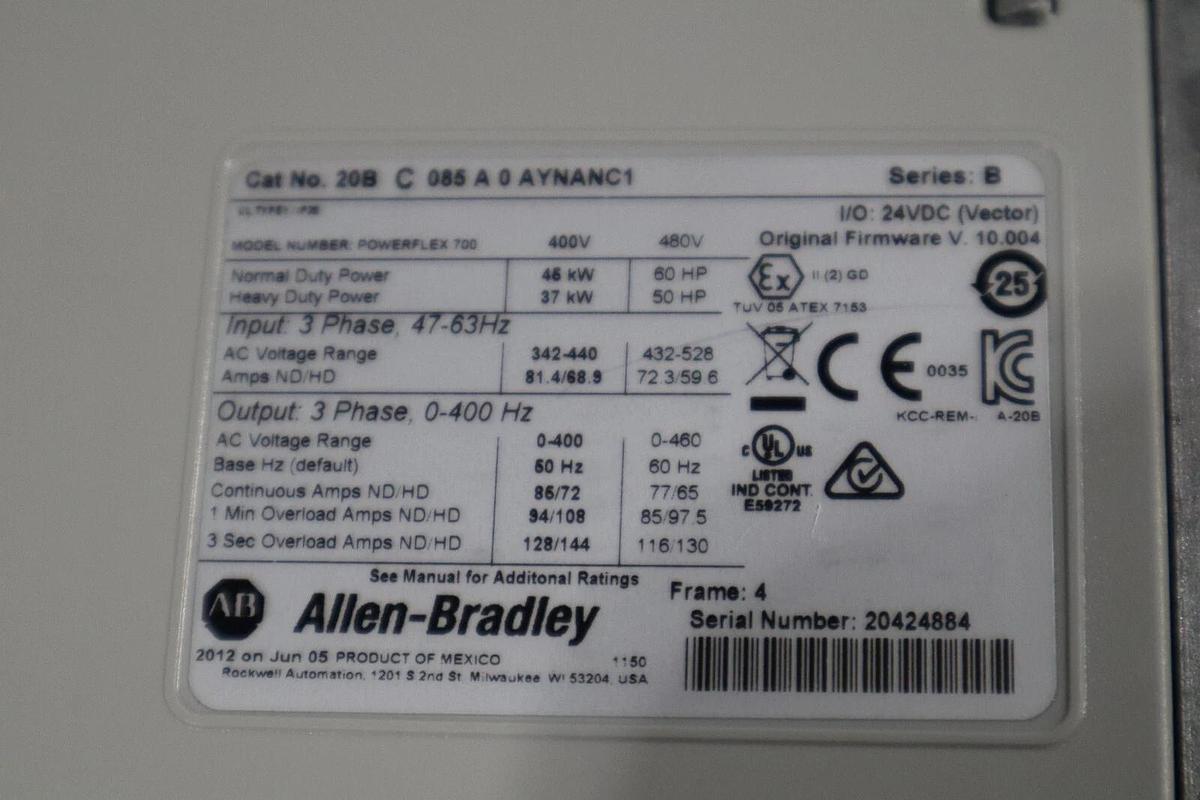 Cat No. 20B C 085 A 0 AYNANC1 Series: B
UL TYPE1
I/O: 24VDC (Vector)
MODEL NUMBER: POWERFLEX 700 400V 480V Original Firmware V. 10.004
Normal Duty Power 45 kW 60 HP
Heavy Duty Power 37 kW 50 HP
Ex II (2) GD
25
TUV 05 ATEX 7153
Input: 3 Phase, 47-63Hz
AC Voltage Range 342-440 432-528
Amps ND/HD 81.4/68.9 72.3/59.6
CE 0035
KC
KCC-REM- A-20B
Output: 3 Phase, 0-400 Hz
AC Voltage Range 0-400 0-460
Base Hz (default) 50 Hz 60 Hz
Continuous Amps ND/HD 85/72 77/65
1 Min Overload Amps ND/HD 94/108 85/97.5
3 Sec Overload Amps ND/HD 128/144 116/130
C UL US
LISTED
IND CONT
E59272
See Manual for Additonal Ratings
Frame: 4
AB Allen-Bradley
Serial Number: 20424884
2012 on Jun 05 PRODUCT OF MEXICO 1150
Rockwell Automation, 1201 S 2nd St. Milwaukee WI 53204, USA